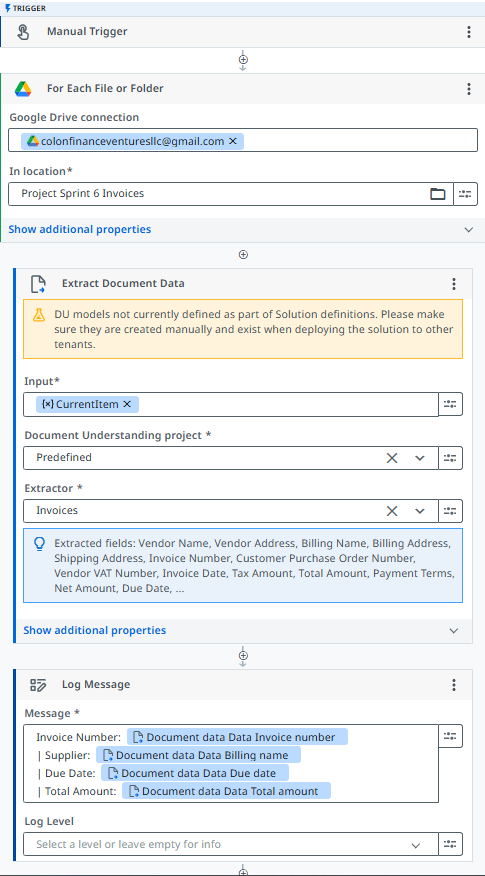 TRIGGER
Manual Trigger
For Each File or Folder
Google Drive connection
colonfinanceventuresllc@gmail.com
In location*
Project Sprint 6 Invoices
Show additional properties
Extract Document Data
DU models not currently defined as part of Solution definitions. Please make
sure they are created manually and exist when deploying the solution to other
tenants.
Input*
{x} CurrentItem
Document Understanding project *
Predefined
Extractor *
Invoices
Extracted fields: Vendor Name, Vendor Address, Billing Name, Billing Address,
Shipping Address, Invoice Number, Customer Purchase Order Number,
Vendor VAT Number, Invoice Date, Tax Amount, Total Amount, Payment Terms,
Net Amount, Due Date, ...
Show additional properties
Log Message
Message *
Invoice Number: Document data Data Invoice number
| Supplier: Document data Data Billing name
| Due Date: Document data Data Due date
| Total Amount: Document data Data Total amount
Log Level
Select a level or leave empty for info